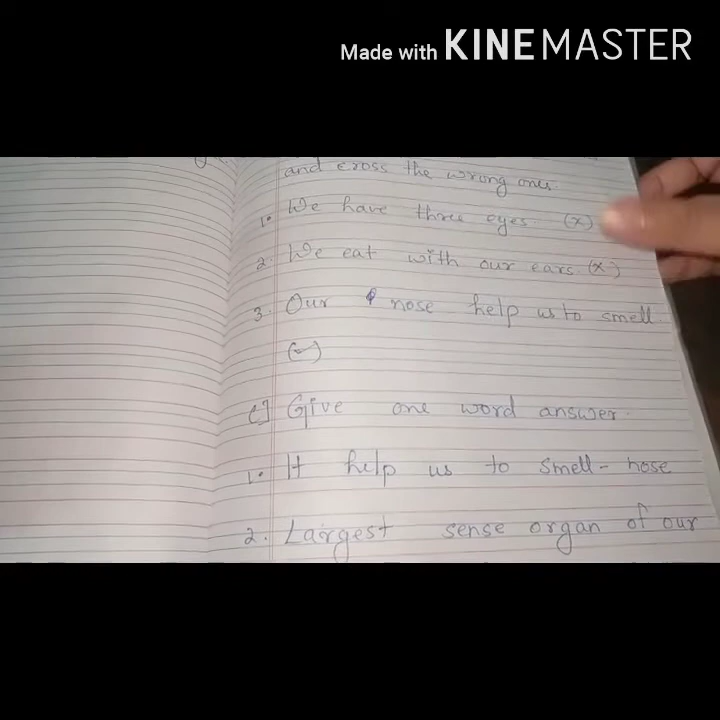 Made with KINEMASTER
and cross the wrong ones.
1. We have three eyes. (x)
2. We eat with our ears. (x)
3. Our nose help us to smell.
(✓)
C] Give one word answer.
1. It help us to smell - nose
2. Largest sense organ of our